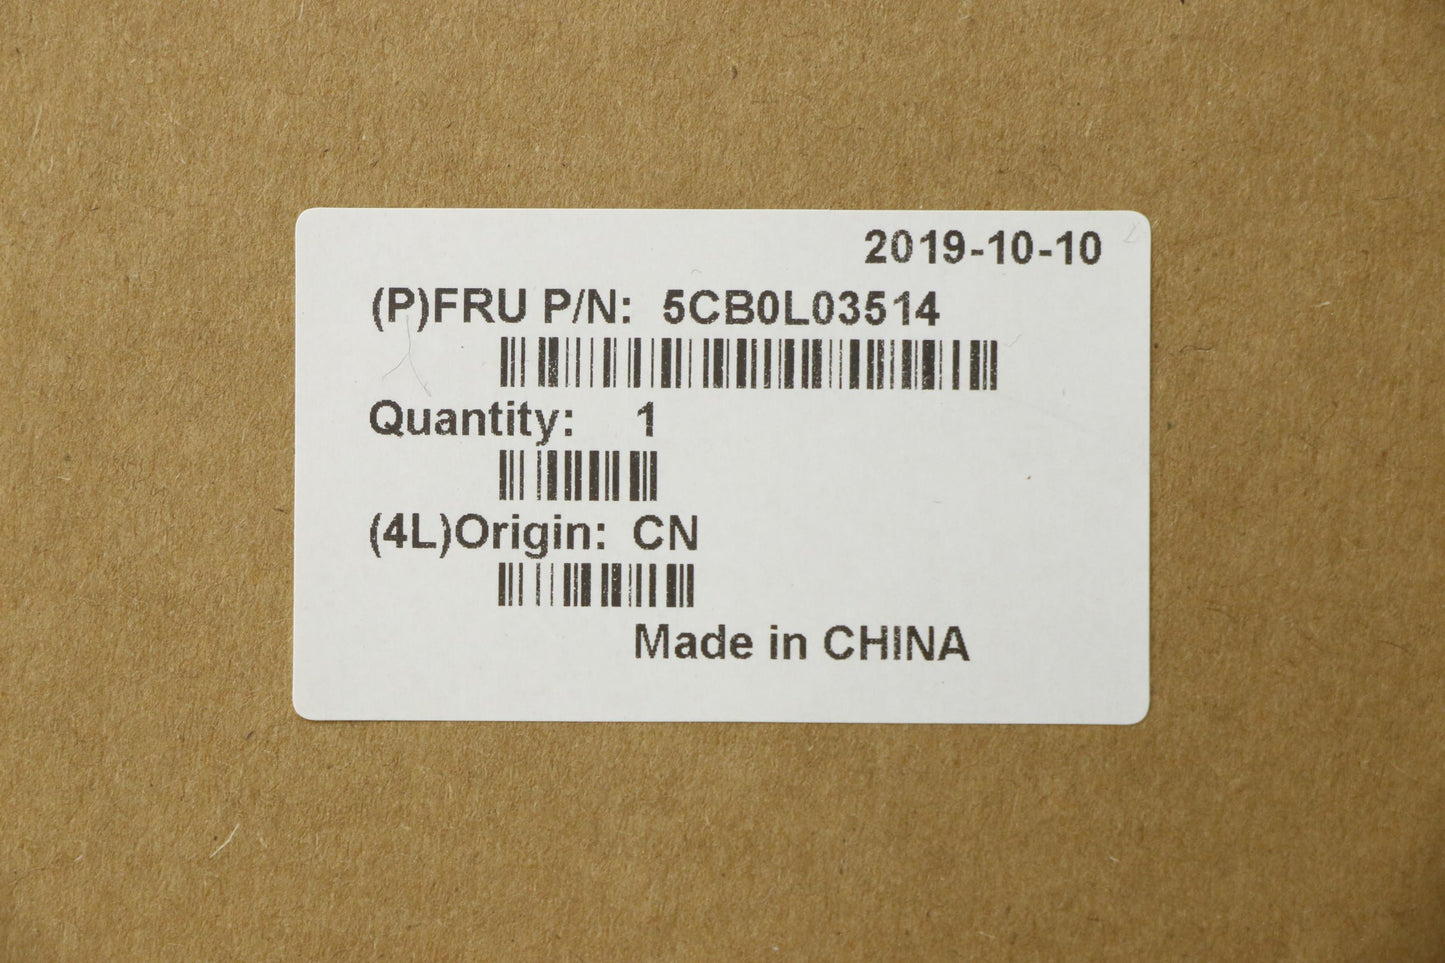 2019-10-10
(P)FRU P/N: 5CB0L03514
Quantity: 1
(4L)Origin: CN
Made in CHINA